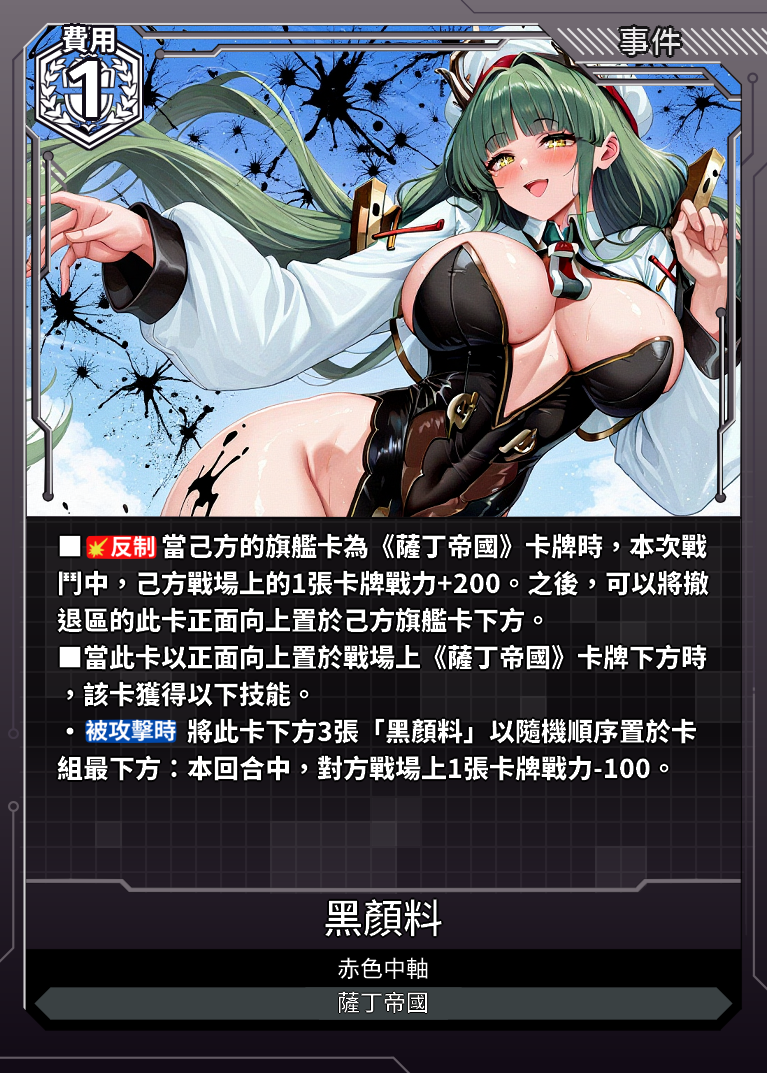 費用
1
事件
■反制 當己方的旗艦卡為《薩丁帝國》卡牌時，本次戰
鬥中，己方戰場上的1張卡牌戰力+200。之後，可以將撤
退區的此卡正面向上置於己方旗艦卡下方。
■當此卡以正面向上置於戰場上《薩丁帝國》卡牌下方時
，該卡獲得以下技能。
・被攻擊時 將此卡下方3張「黑顏料」以隨機順序置於卡
組最下方：本回合中，對方戰場上1張卡牌戰力-100。
黑顏料
赤色中軸
薩丁帝國